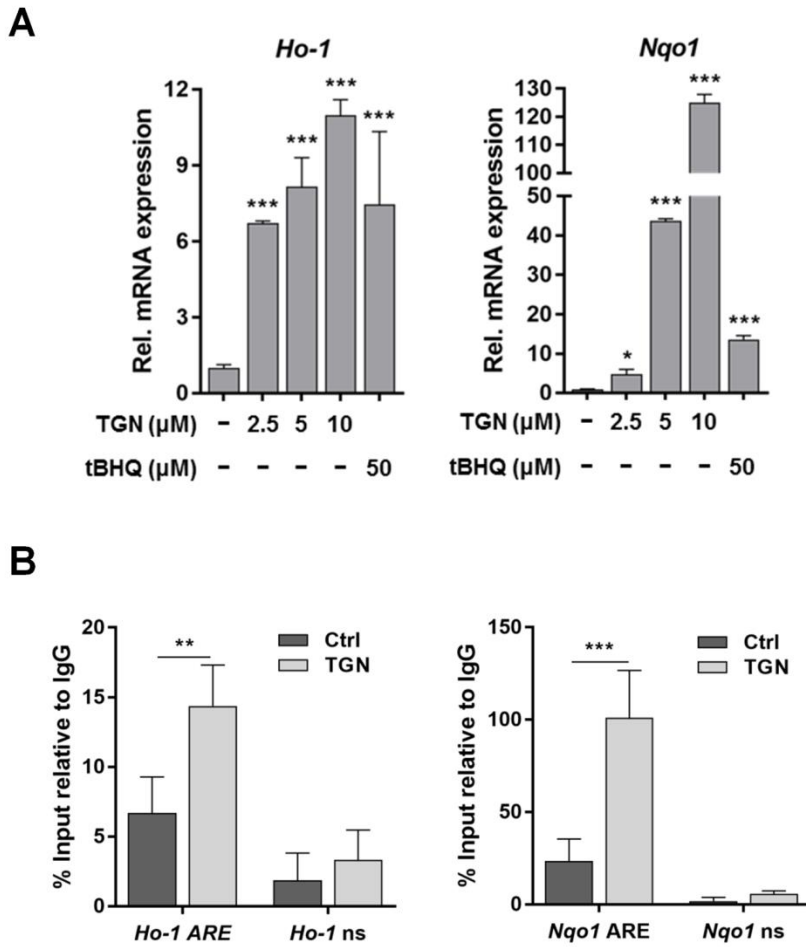 A
Ho-1
Rel. mRNA expression
12
9
6
3
0
***
***
***
***
TGN (μM) – 2.5 5 10
tBHQ (μM) – – – – 50
Nqo1
Rel. mRNA expression
130
120
110
100
50
40
30
20
10
0
*
***
***
***
TGN (μM) – 2.5 5 10
tBHQ (μM) – – – – 50
B
% Input relative to IgG
20
15
10
5
0
**
Ctrl
TGN
Ho-1 ARE Ho-1 ns
% Input relative to IgG
150
100
50
0
***
Ctrl
TGN
Nqo1 ARE Nqo1 ns